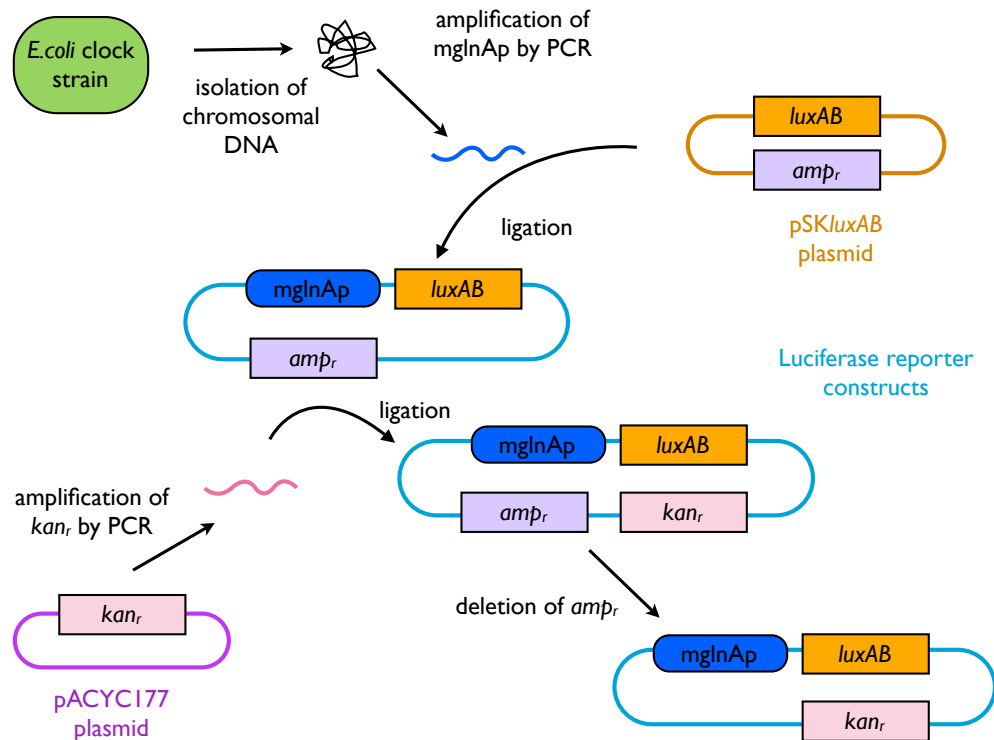 E.coli clock
strain
isolation of
chromosomal
DNA
amplification of
mglnAp by PCR
luxAB
ampr
pSKluxAB
plasmid
ligation
mglnAp
luxAB
ampr
Luciferase reporter
constructs
ligation
mglnAp
luxAB
ampr
kanr
amplification of
kanr by PCR
kanr
pACYC177
plasmid
deletion of ampr
mglnAp
luxAB
kanr